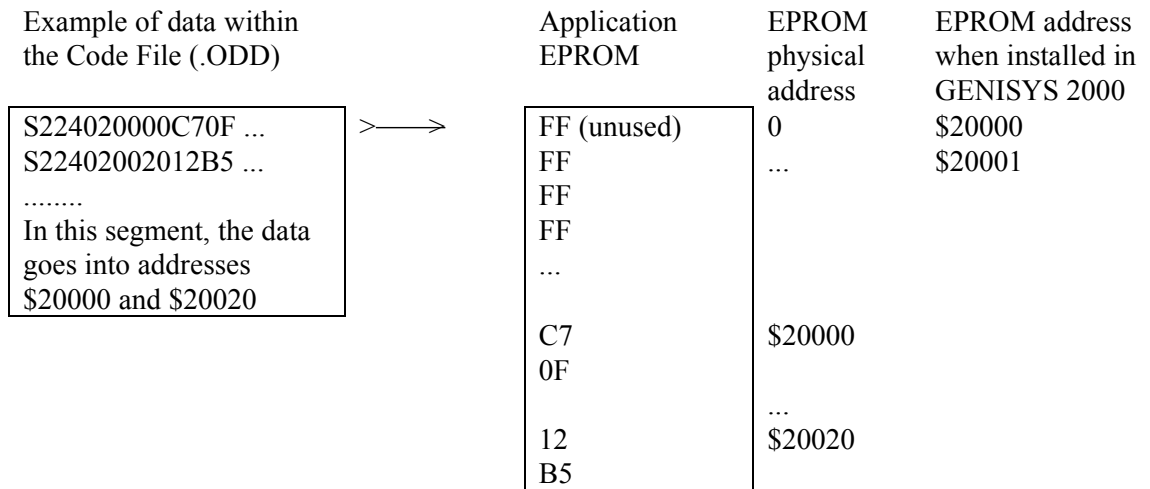 Example of data within
the Code File (.ODD)
Application
EPROM
EPROM
physical
address
EPROM address
when installed in
GENISYS 2000
S224020000C70F ...
S22402002012B5 ...
........
In this segment, the data
goes into addresses
$20000 and $20020
FF (unused)
FF
FF
FF
...
C7
0F
12
B5
0
...
$20000
...
$20020
$20000
$20001